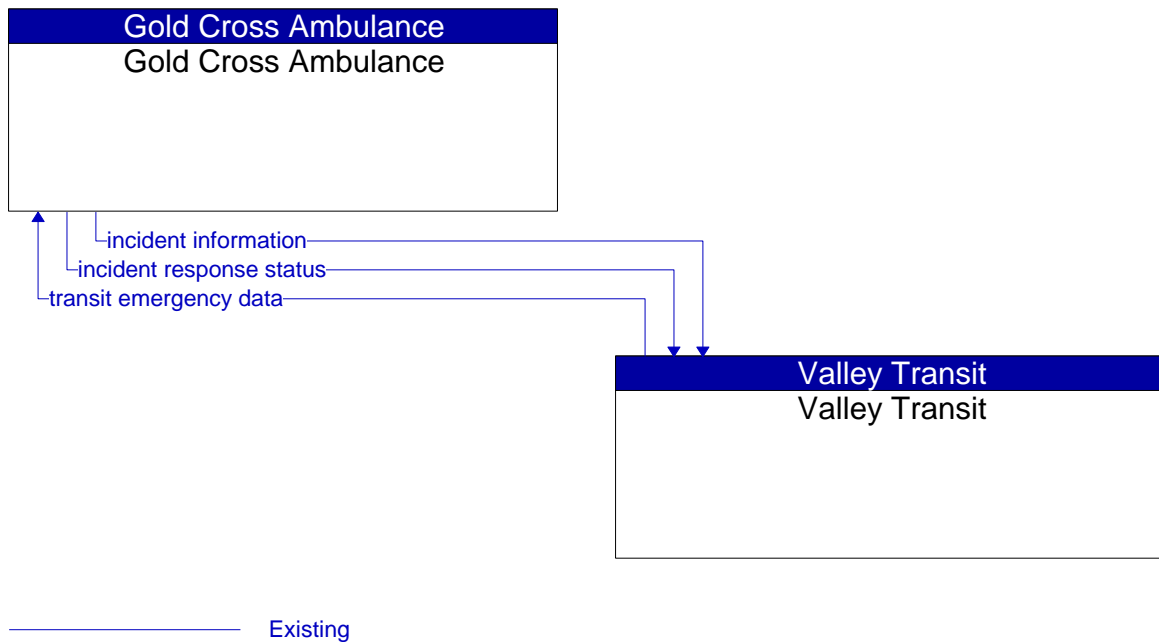 Gold Cross Ambulance
Gold Cross Ambulance
incident information
incident response status
transit emergency data
Valley Transit
Valley Transit
Existing